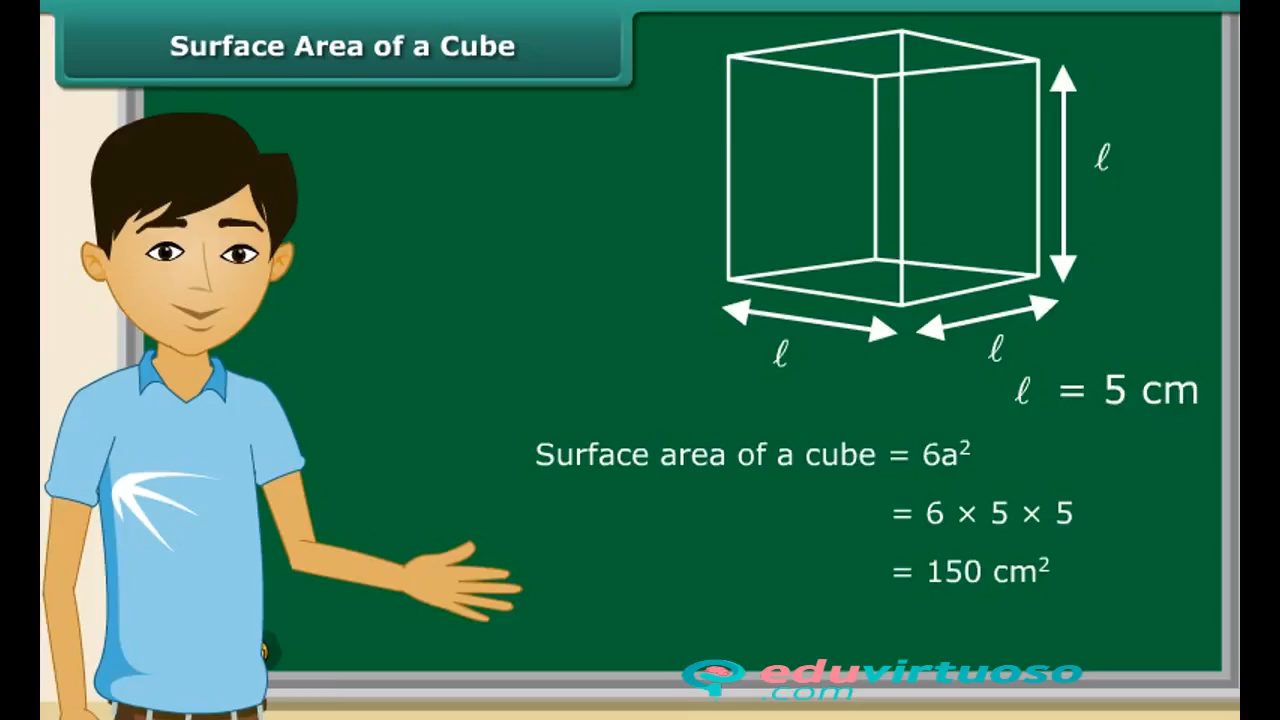 Surface Area of a Cube
ℓ
ℓ
ℓ
ℓ = 5 cm
Surface area of a cube = 6a²
= 6 × 5 × 5
= 150 cm²
eduvirtuoso
.com